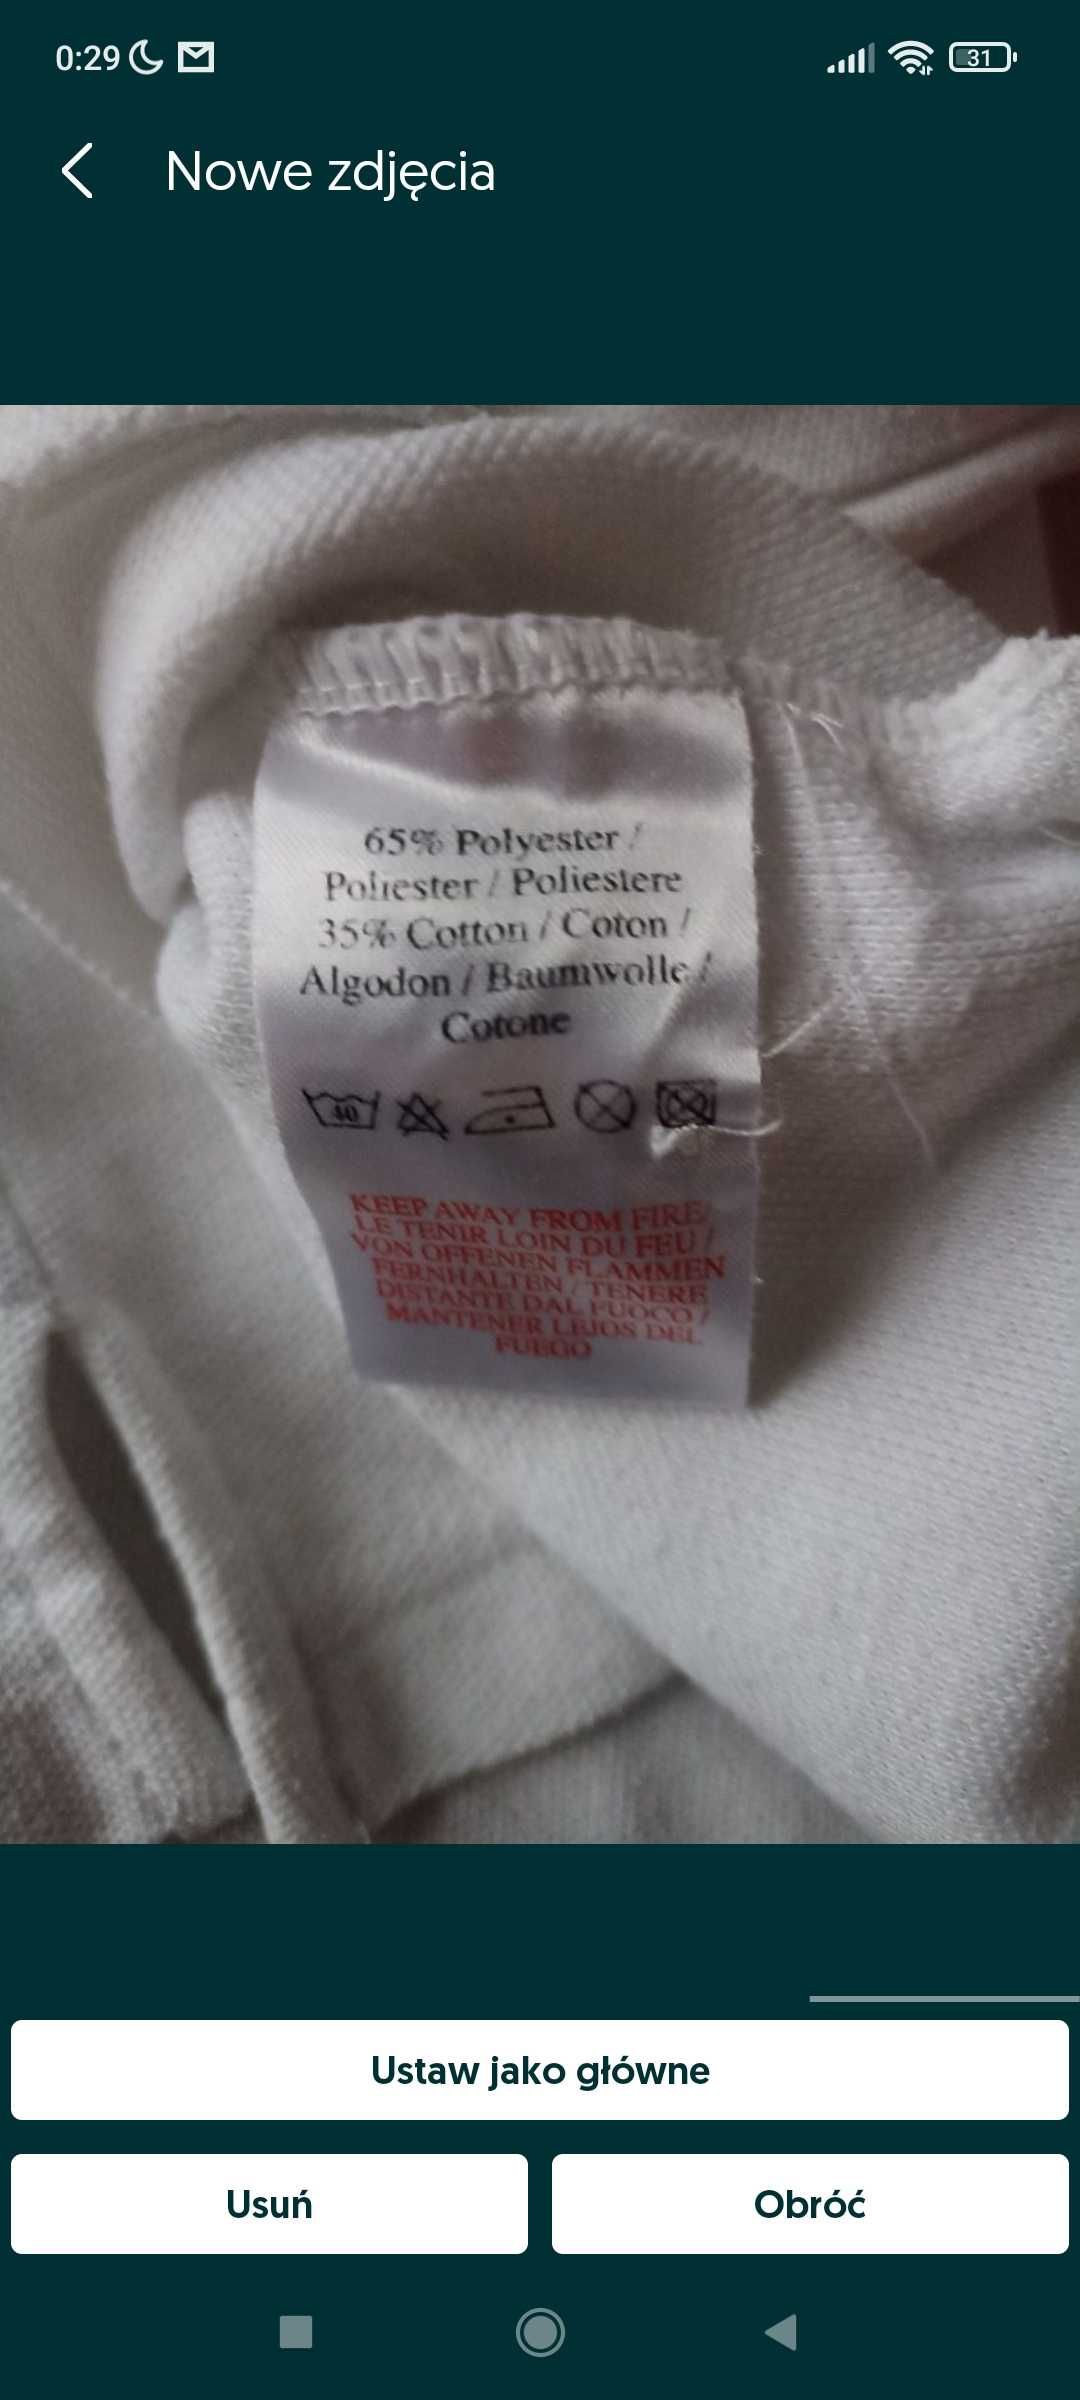 0:29
31
Nowe zdjęcia
65% Polyester /
Poliester / Poliestere
35% Cotton / Coton /
Algodon / Baumwolle /
Cotone
40
KEEP AWAY FROM FIRE/
LE TENIR LOIN DU FEU /
VON OFFENEN FLAMMEN
FERNHALTEN / TENERE
DISTANTE DAL FUOCO /
MANTENER LEJOS DEL
FUEGO
Ustaw jako główne
Usuń
Obróć